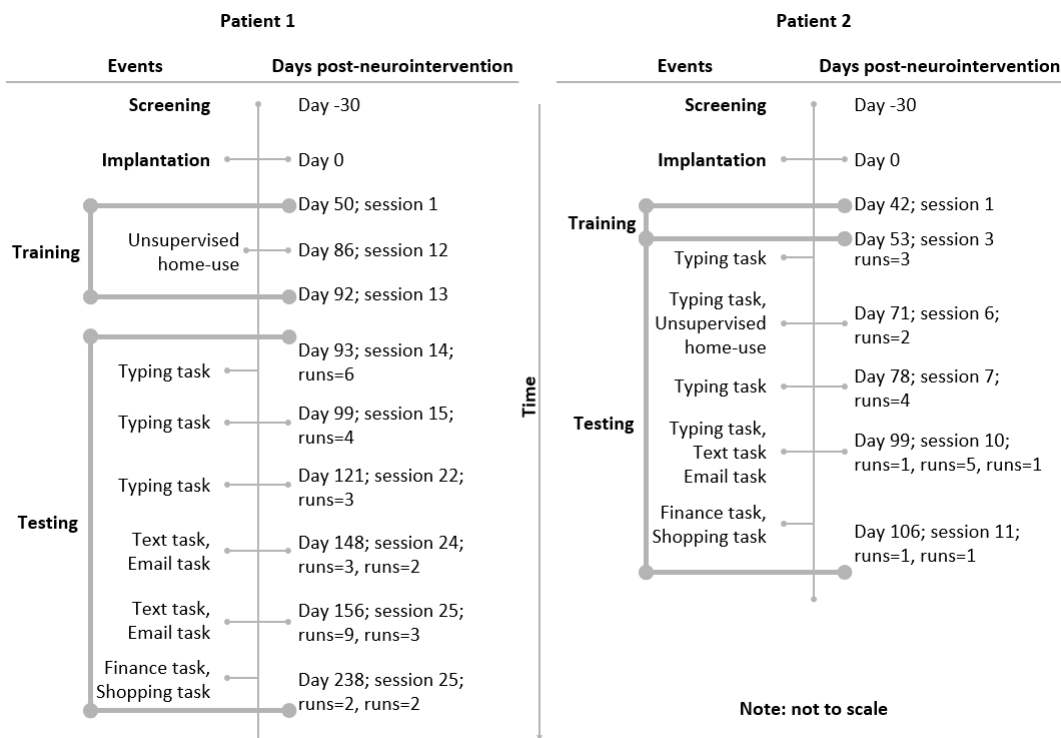 Patient 1
Events
Days post-neurointervention
Screening
Day -30
Implantation
Day 0
Training
Day 50; session 1
Unsupervised
home-use
Day 86; session 12
Day 92; session 13
Testing
Typing task
Day 93; session 14;
runs=6
Typing task
Day 99; session 15;
runs=4
Typing task
Day 121; session 22;
runs=3
Text task,
Email task
Day 148; session 24;
runs=3, runs=2
Text task,
Email task
Day 156; session 25;
runs=9, runs=3
Finance task,
Shopping task
Day 238; session 25;
runs=2, runs=2
Time
Patient 2
Events
Days post-neurointervention
Screening
Day -30
Implantation
Day 0
Training
Day 42; session 1
Testing
Typing task
Day 53; session 3
runs=3
Typing task,
Unsupervised
home-use
Day 71; session 6;
runs=2
Typing task
Day 78; session 7;
runs=4
Typing task,
Text task
Email task
Day 99; session 10;
runs=1, runs=5, runs=1
Finance task,
Shopping task
Day 106; session 11;
runs=1, runs=1
Note: not to scale